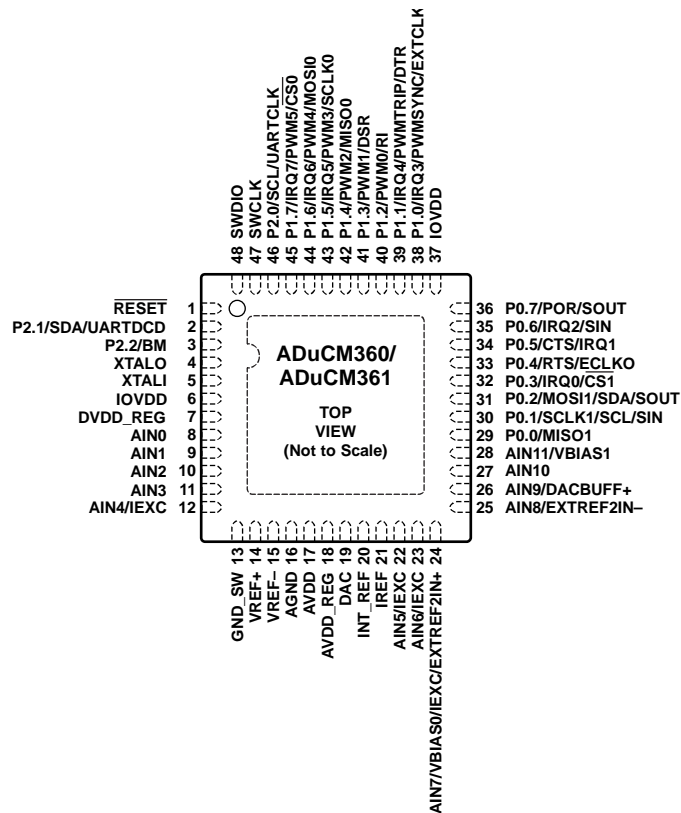 48 SWDIO
47 SWCLK
46 P2.0/SCL/UARTCLK
45 P1.7/IRQ7/PWM5/CS0
44 P1.6/IRQ6/PWM4/MOSI0
43 P1.5/IRQ5/PWM3/SCLK0
42 P1.4/PWM2/MISO0
41 P1.3/PWM1/DSR
40 P1.2/PWM0/RI
39 P1.1/IRQ4/PWMTRIP/DTR
38 P1.0/IRQ3/PWMSYNC/EXTCLK
37 IOVDD
RESET 1
P2.1/SDA/UARTDCD 2
P2.2/BM 3
XTALO 4
XTALI 5
IOVDD 6
DVDD_REG 7
AIN0 8
AIN1 9
AIN2 10
AIN3 11
AIN4/IEXC 12
ADuCM360/
ADuCM361
TOP
VIEW
(Not to Scale)
36 P0.7/POR/SOUT
35 P0.6/IRQ2/SIN
34 P0.5/CTS/IRQ1
33 P0.4/RTS/ECLKO
32 P0.3/IRQ0/CS1
31 P0.2/MOSI1/SDA/SOUT
30 P0.1/SCLK1/SCL/SIN
29 P0.0/MISO1
28 AIN11/VBIAS1
27 AIN10
26 AIN9/DACBUFF+
25 AIN8/EXTREF2IN–
GND_SW 13
VREF+ 14
VREF– 15
AGND 16
AVDD 17
AVDD_REG 18
DAC 19
INT_REF 20
IREF 21
AIN5/IEXC 22
AIN6/IEXC 23
AIN7/VBIAS0/IEXC/EXTREF2IN+ 24